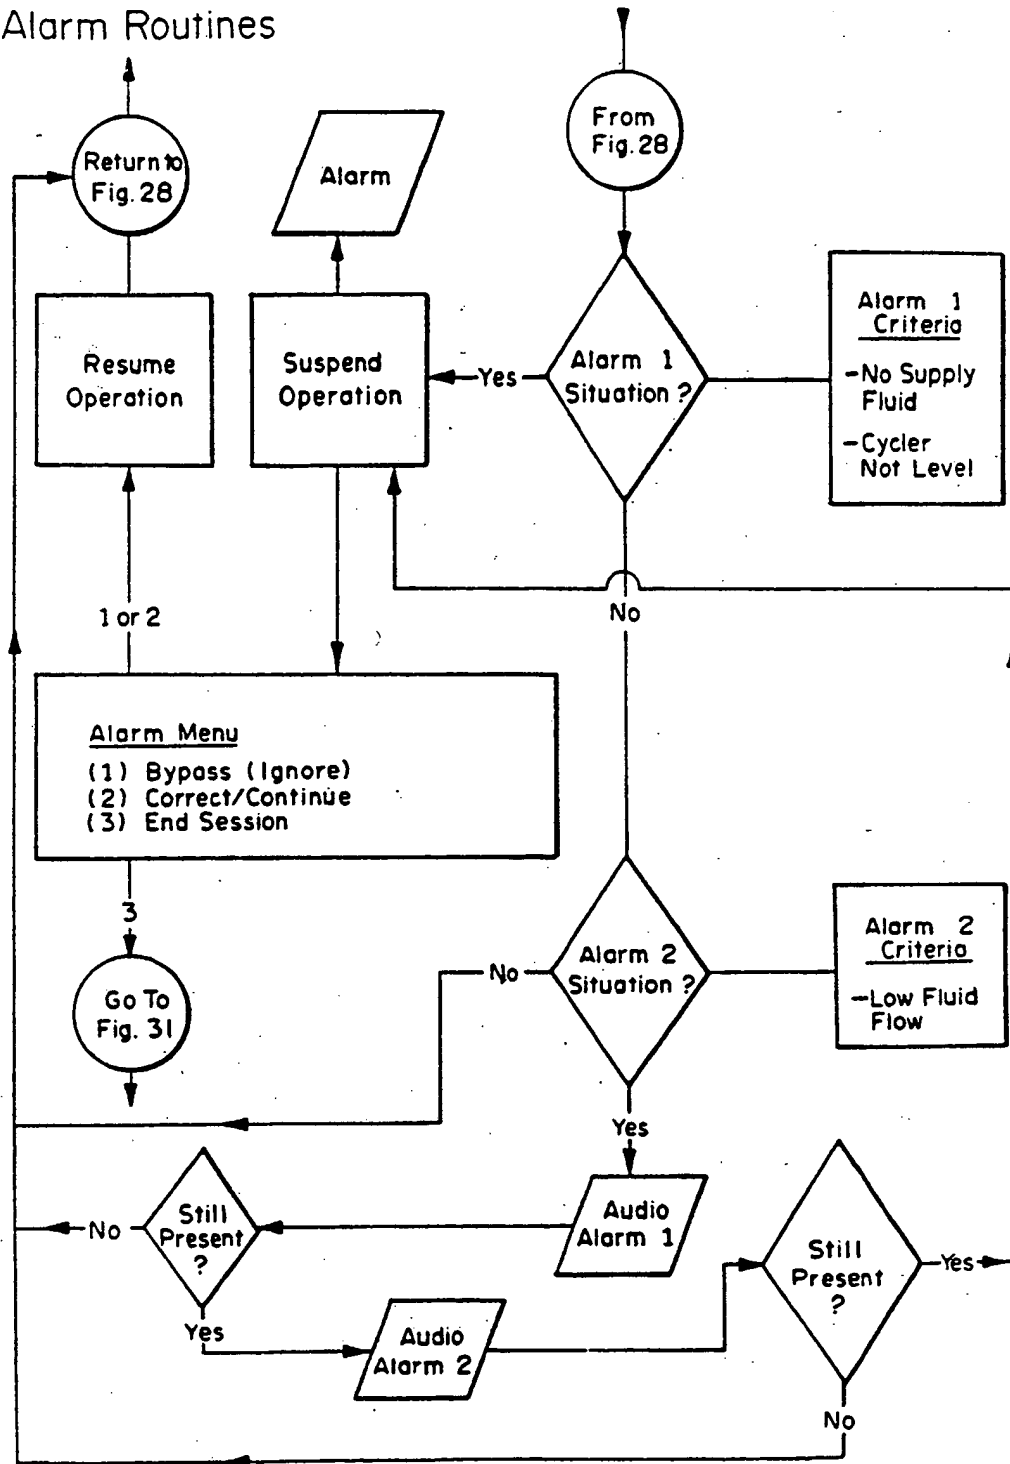 Alarm Routines
From
Fig. 28
Return to
Fig. 28
Alarm
Resume
Operation
Suspend
Operation
Yes
Alarm 1
Situation ?
Alarm 1
Criteria
-No Supply
Fluid
-Cycler
Not Level
No
1 or 2
Alarm Menu
(1) Bypass (Ignore)
(2) Correct/Continue
(3) End Session
3
Go To
Fig. 31
No
Alarm 2
Situation ?
Alarm 2
Criteria
-Low Fluid
Flow
Yes
Audio
Alarm 1
Still
Present
?
No
Yes
Audio
Alarm 2
Still
Present
?
Yes
No